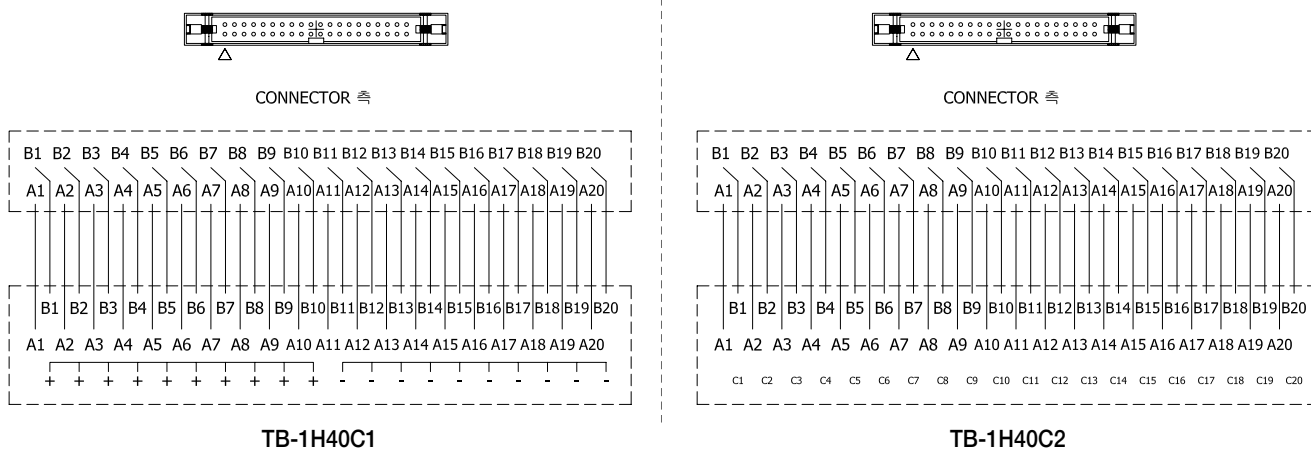 CONNECTOR 측
B1 B2 B3 B4 B5 B6 B7 B8 B9 B10 B11 B12 B13 B14 B15 B16 B17 B18 B19 B20
A1 A2 A3 A4 A5 A6 A7 A8 A9 A10 A11 A12 A13 A14 A15 A16 A17 A18 A19 A20
B1 B2 B3 B4 B5 B6 B7 B8 B9 B10 B11 B12 B13 B14 B15 B16 B17 B18 B19 B20
A1 A2 A3 A4 A5 A6 A7 A8 A9 A10 A11 A12 A13 A14 A15 A16 A17 A18 A19 A20
+ + + + + + + + + + - - - - - - - - - -
TB-1H40C1
CONNECTOR 측
B1 B2 B3 B4 B5 B6 B7 B8 B9 B10 B11 B12 B13 B14 B15 B16 B17 B18 B19 B20
A1 A2 A3 A4 A5 A6 A7 A8 A9 A10 A11 A12 A13 A14 A15 A16 A17 A18 A19 A20
B1 B2 B3 B4 B5 B6 B7 B8 B9 B10 B11 B12 B13 B14 B15 B16 B17 B18 B19 B20
A1 A2 A3 A4 A5 A6 A7 A8 A9 A10 A11 A12 A13 A14 A15 A16 A17 A18 A19 A20
C1 C2 C3 C4 C5 C6 C7 C8 C9 C10 C11 C12 C13 C14 C15 C16 C17 C18 C19 C20
TB-1H40C2